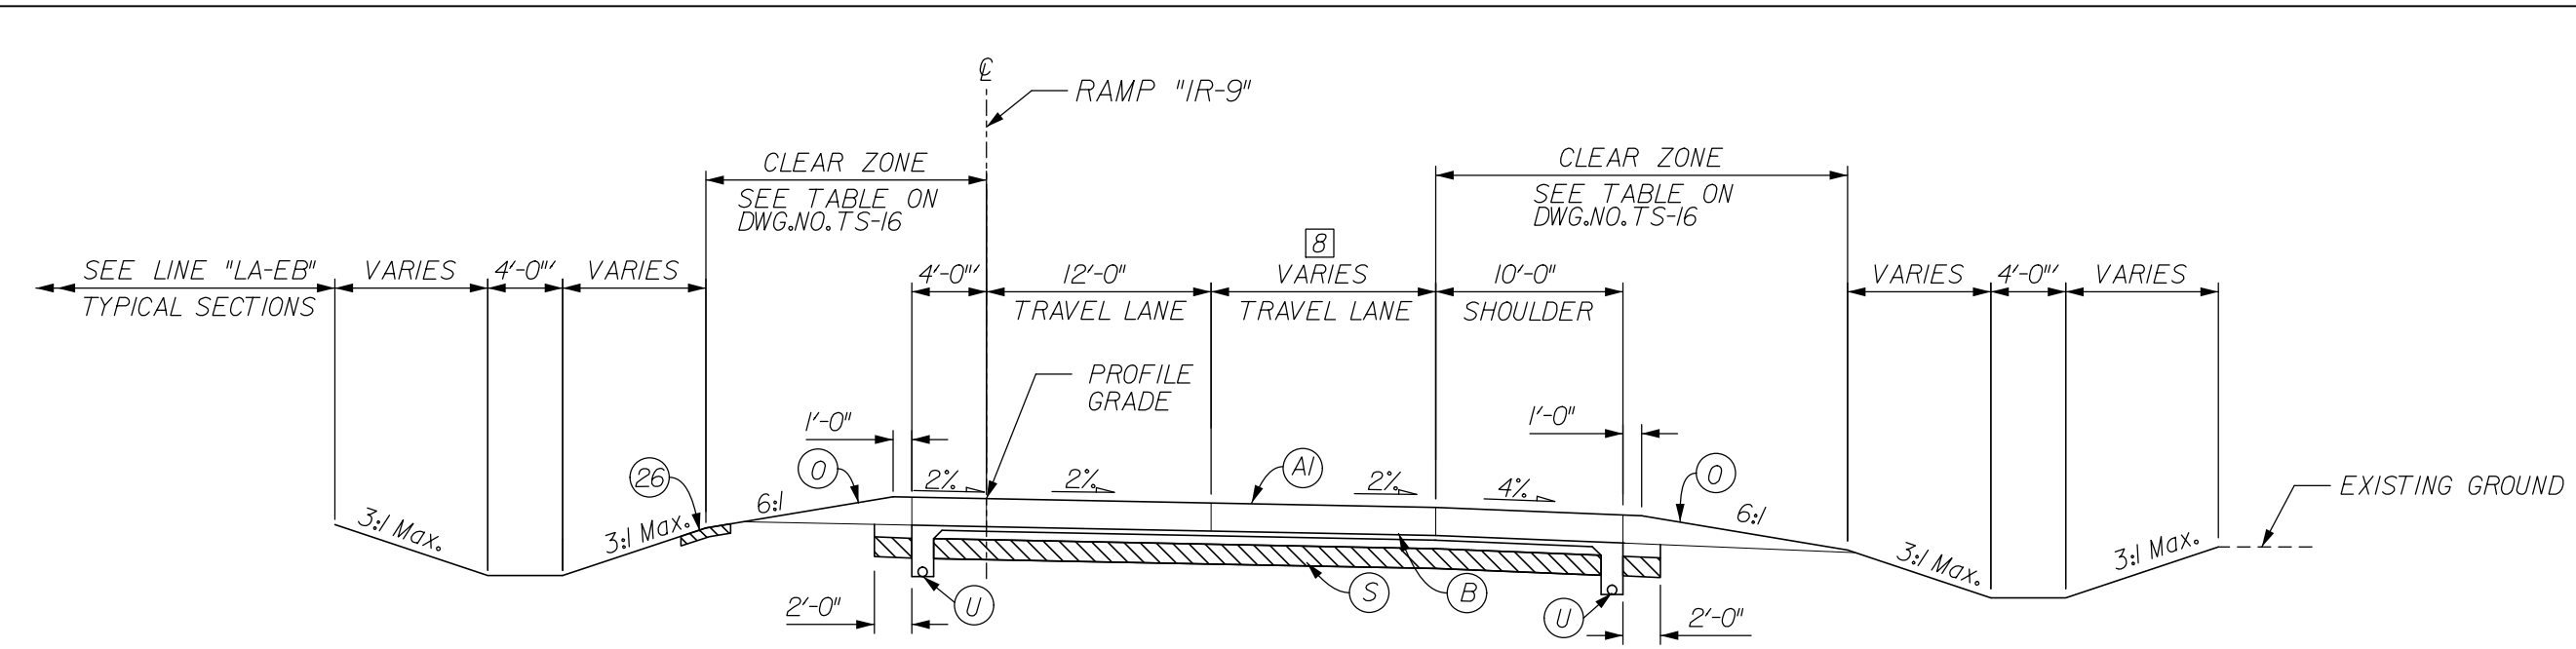 ℄
RAMP "IR-9"
CLEAR ZONE
SEE TABLE ON
DWG.NO.TS-16
CLEAR ZONE
SEE TABLE ON
DWG.NO.TS-16
8
SEE LINE "LA-EB"
TYPICAL SECTIONS
VARIES
4'-0"'
VARIES
4'-0"'
12'-0"
TRAVEL LANE
VARIES
TRAVEL LANE
10'-0"
SHOULDER
VARIES
4'-0"'
VARIES
PROFILE
GRADE
1'-0"
1'-0"
26
O
2%
2%
A1
2%
4%
O
EXISTING GROUND
3:1 Max.
3:1 Max.
6:1
6:1
3:1 Max.
3:1 Max.
2'-0"
U
S
B
U
2'-0"